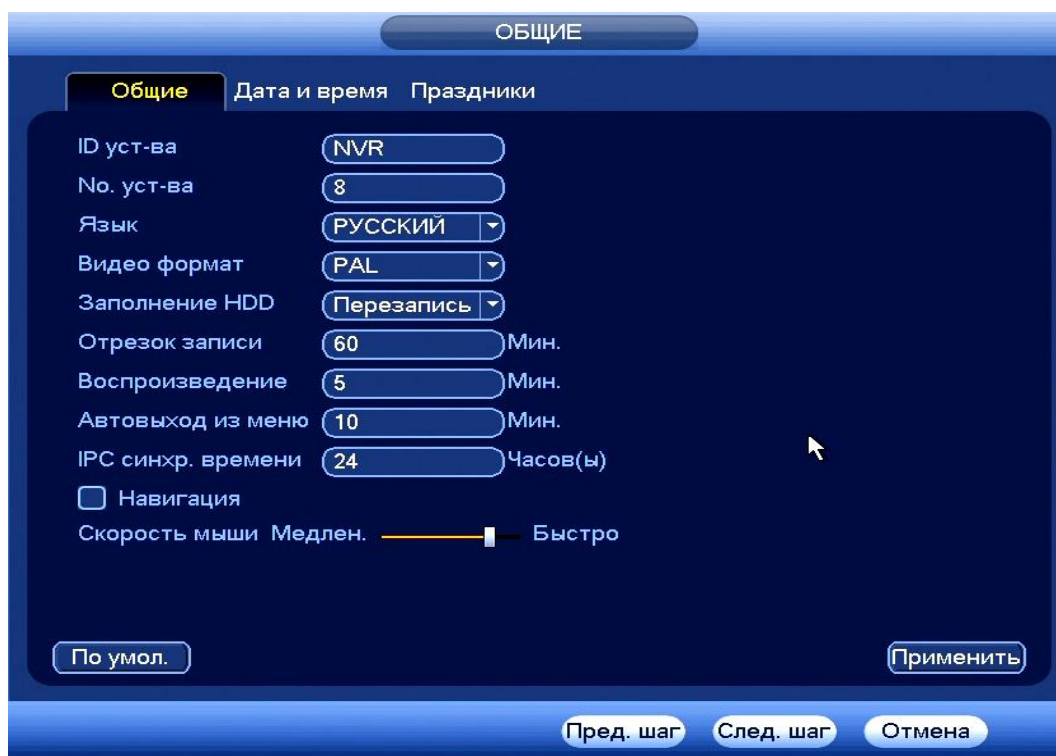 ОБЩИЕ
Общие Дата и время Праздники
ID уст-ва NVR
No. уст-ва 8
Язык РУССКИЙ
Видео формат PAL
Заполнение HDD Перезапись
Отрезок записи 60 Мин.
Воспроизведение 5 Мин.
Автовыход из меню 10 Мин.
IPC синхр. времени 24 Часов(ы)
Навигация
Скорость мыши Медлен. Быстро
По умол. Применить
Пред. шаг След. шаг Отмена